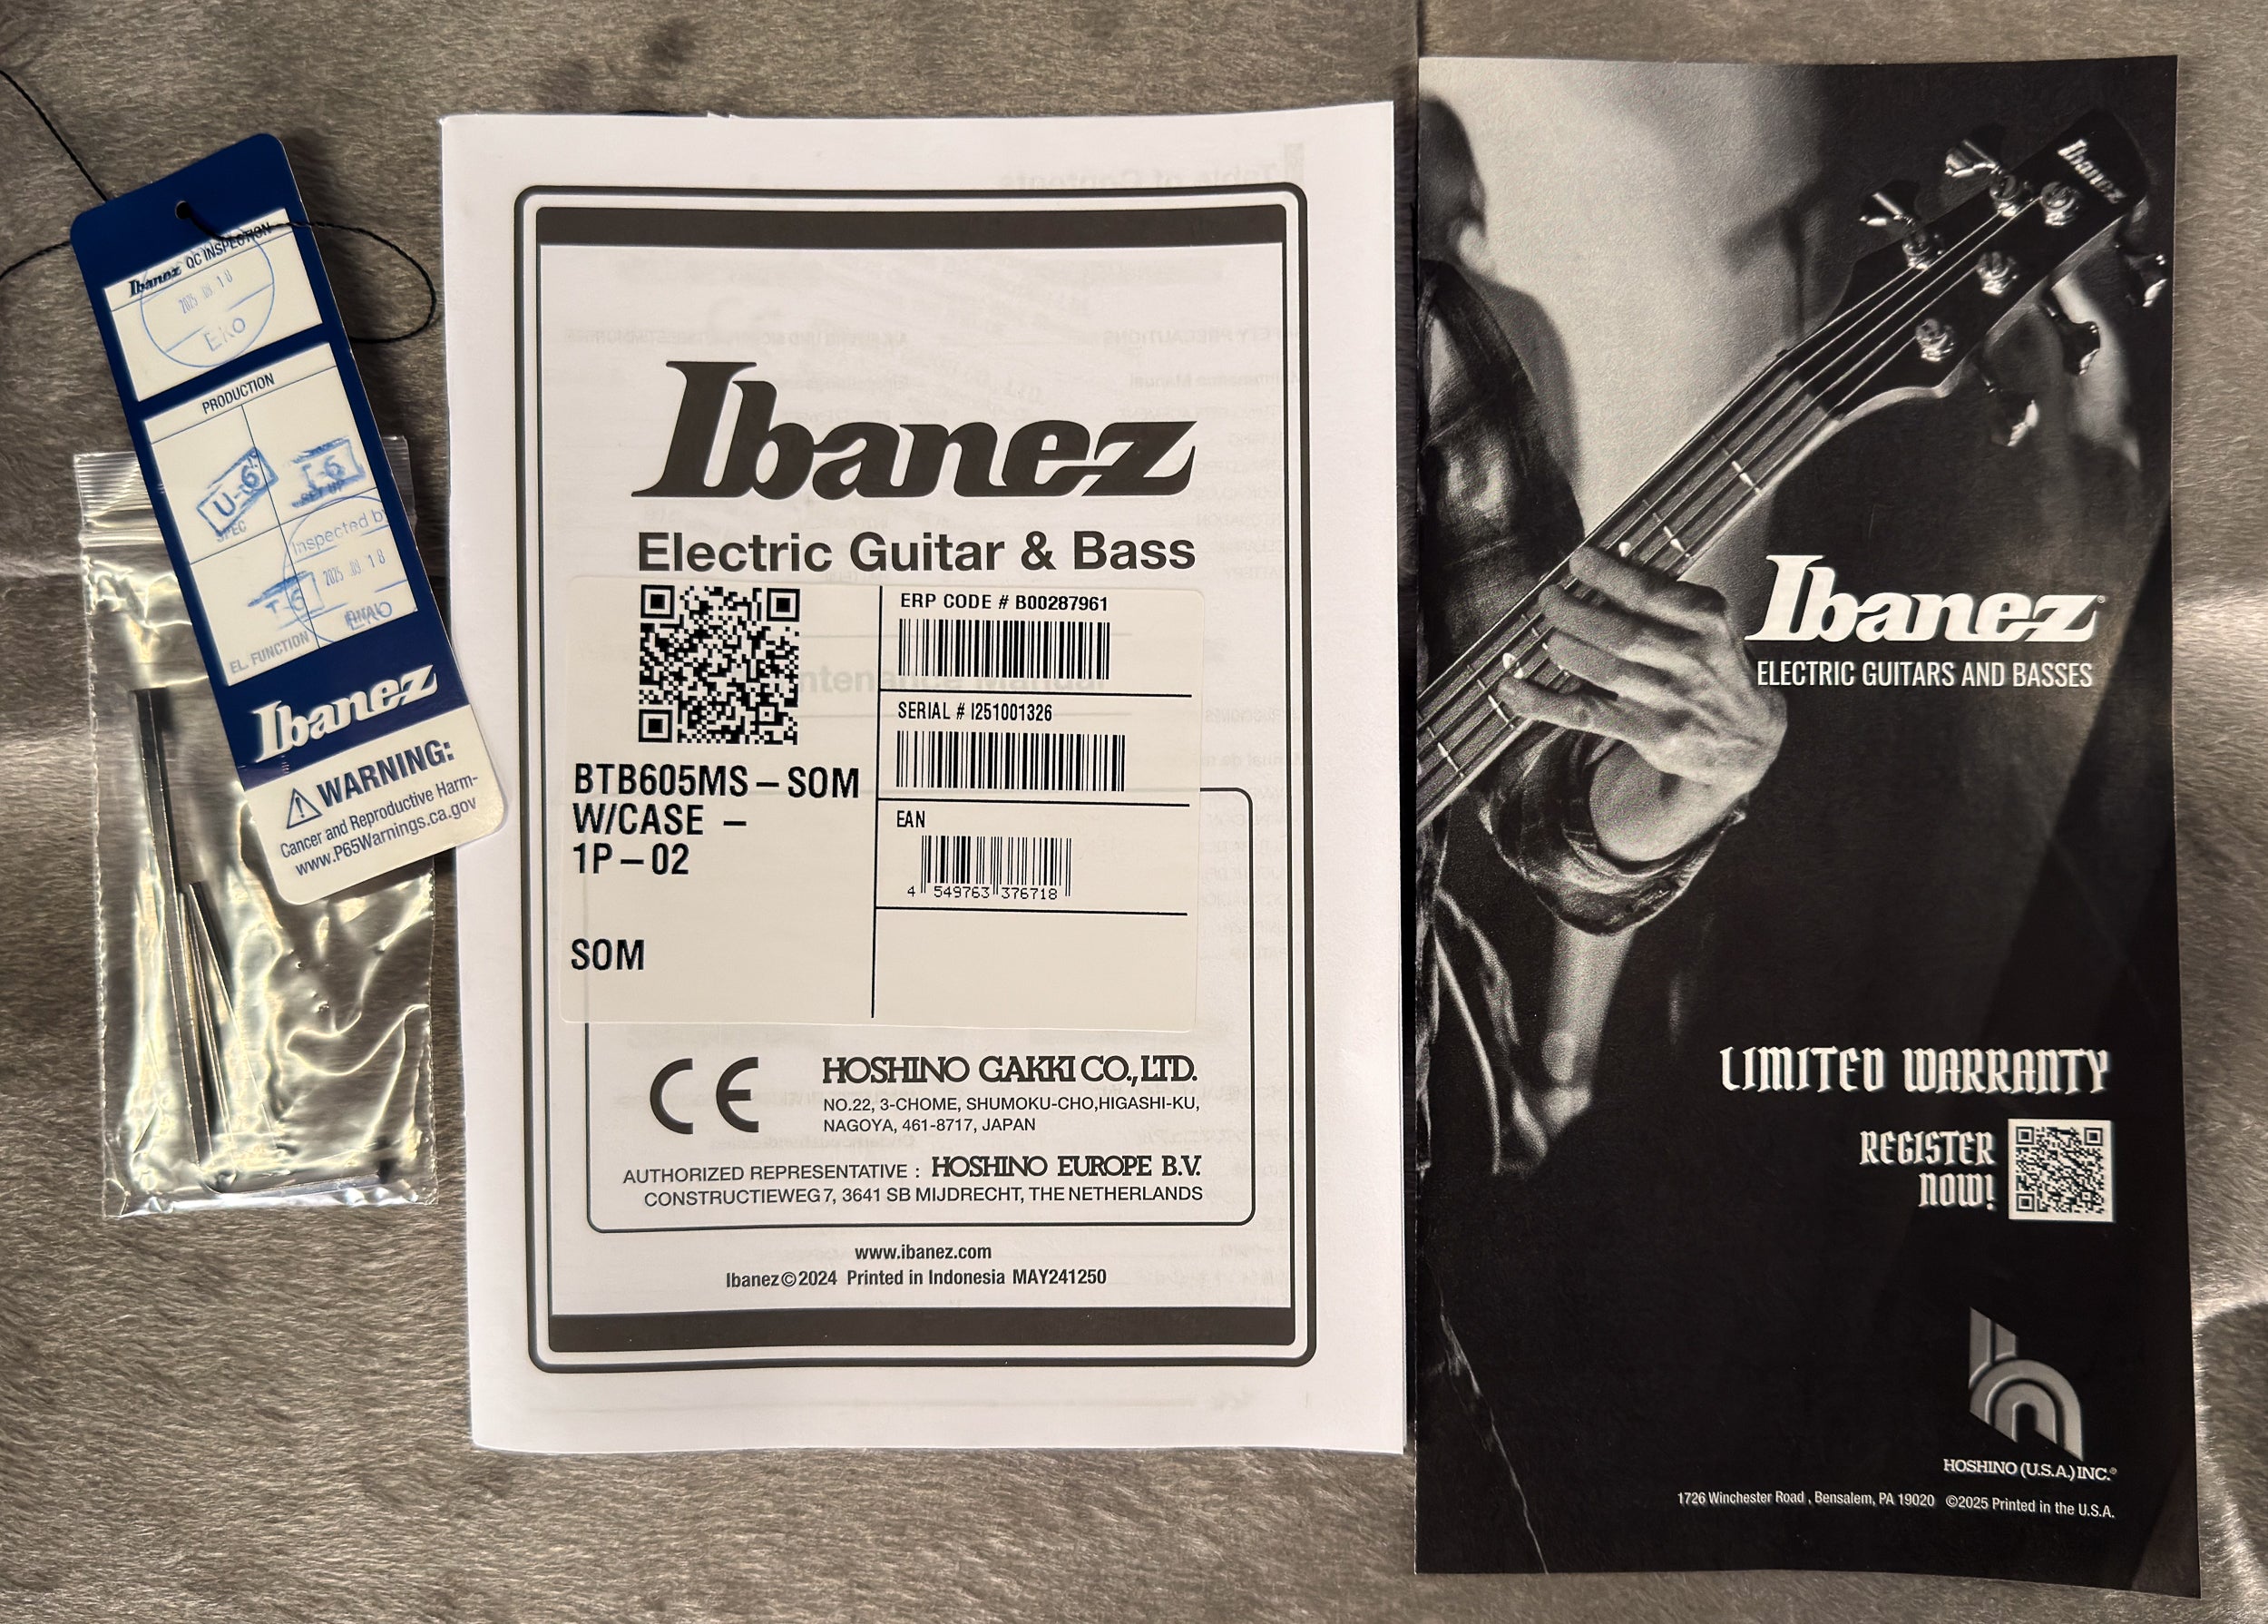 Ibanez QC INSPECTION
2025 09 18
EKO
PRODUCTION
U-6
SPEC
I-6
SET UP
T-6
EL. FUNCTION
Inspected by
2025 09 18
EKO
FINAL
Ibanez
WARNING:
Cancer and Reproductive Harm-
www.P65Warnings.ca.gov
Ibanez
Electric Guitar & Bass
ERP CODE # B00287961
SERIAL # I251001326
EAN
4 549763 376718
BTB605MS-SOM
W/CASE -
1P-02
SOM
CE
HOSHINO GAKKI CO., LTD.
NO.22, 3-CHOME, SHUMOKU-CHO,HIGASHI-KU,
NAGOYA, 461-8717, JAPAN
AUTHORIZED REPRESENTATIVE : HOSHINO EUROPE B.V.
CONSTRUCTIEWEG 7, 3641 SB MIJDRECHT, THE NETHERLANDS
www.ibanez.com
Ibanez©2024 Printed in Indonesia MAY241250
Ibanez
Ibanez®
ELECTRIC GUITARS AND BASSES
LIMITED WARRANTY
REGISTER
NOW!
HOSHINO (U.S.A.) INC.®
1726 Winchester Road , Bensalem, PA 19020 ©2025 Printed in the U.S.A.